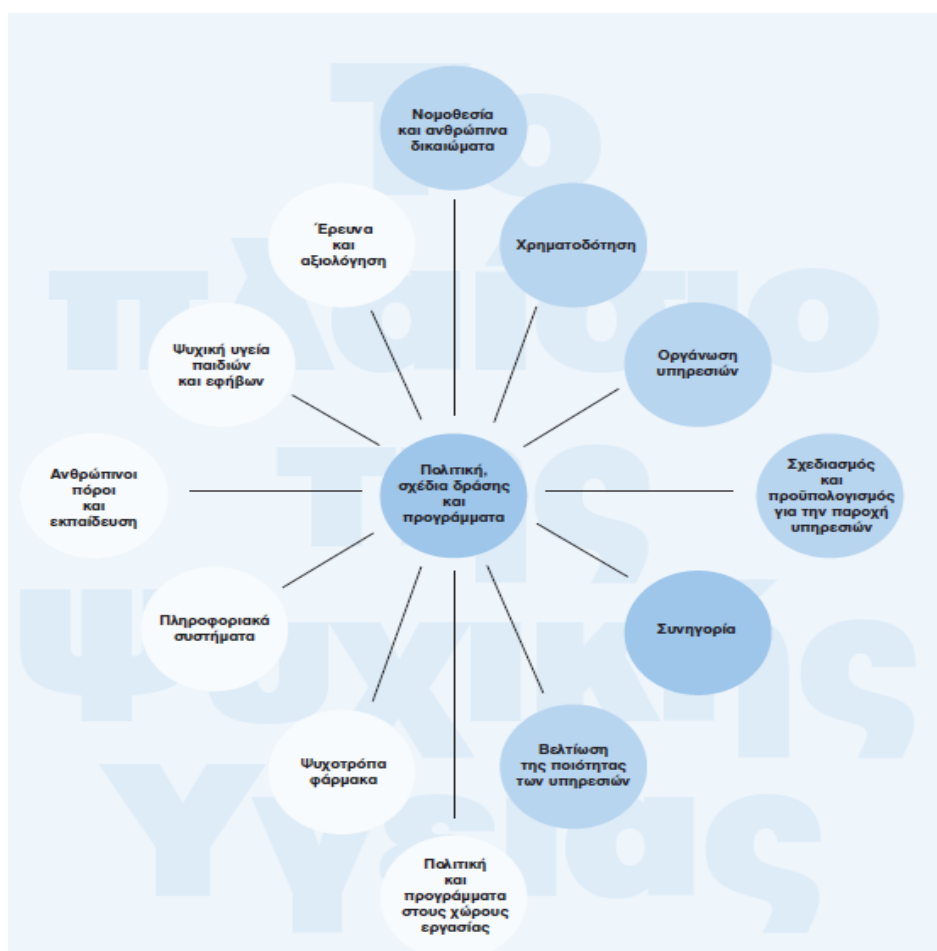 Το
πλαίσιο
της
Ψυχικής
Υγείας
Νομοθεσία
και ανθρώπινα
δικαιώματα
Χρηματοδότηση
Οργάνωση
υπηρεσιών
Σχεδιασμός
και
προϋπολογισμός
για την παροχή
υπηρεσιών
Συνηγορία
Βελτίωση
της ποιότητας
των υπηρεσιών
Πολιτική
και
προγράμματα
στους χώρους
εργασίας
Ψυχοτρόπα
φάρμακα
Πληροφοριακά
συστήματα
Ανθρώπινοι
πόροι
και
εκπαίδευση
Ψυχική υγεία
παιδιών
και εφήβων
Έρευνα
και
αξιολόγηση
Πολιτική,
σχέδια δράσης
και
προγράμματα